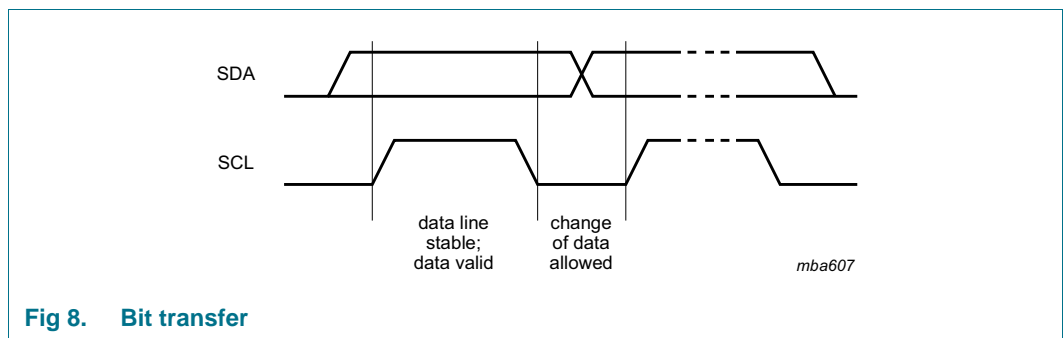 SDA
SCL
data line
stable;
data valid
change
of data
allowed
mba607
Fig 8. Bit transfer